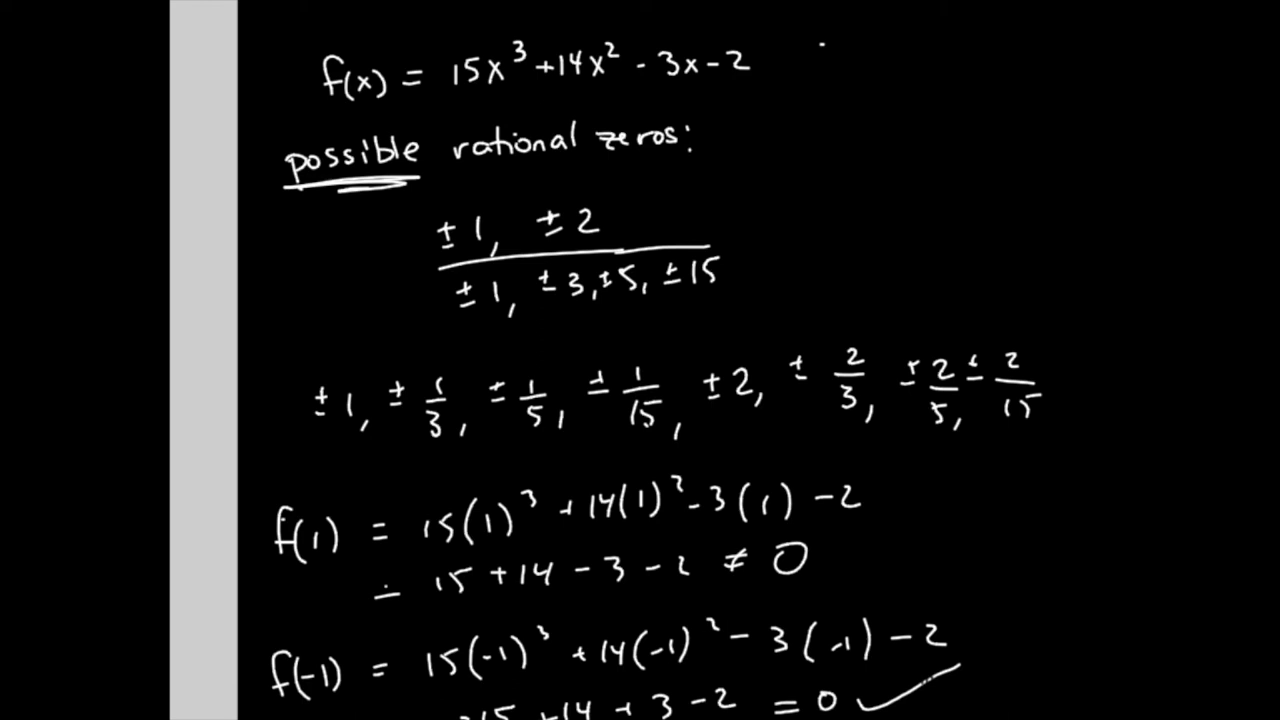 f(x) = 15x³ + 14x² - 3x - 2
possible rational zeros:
± 1, ± 2
± 1, ± 3, ± 5, ± 15
± 1, ± 1/3, ± 1/5, ± 1/15, ± 2, ± 2/3, ± 2/5, ± 2/15
f(1) = 15(1)³ + 14(1)² - 3(1) - 2
= 15 + 14 - 3 - 2 ≠ 0
f(-1) = 15(-1)³ + 14(-1)² - 3(-1) - 2
-15 + 14 + 3 - 2 = 0 ✓